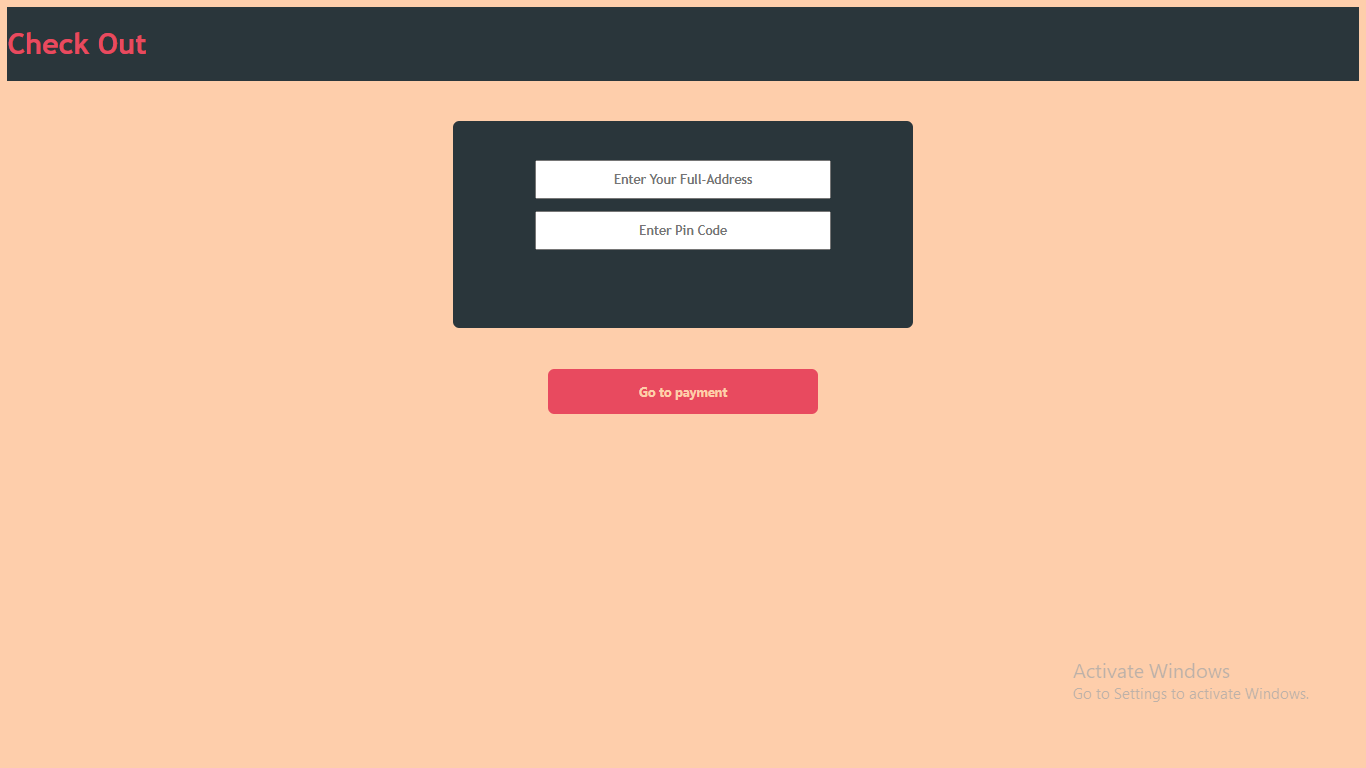 Check Out
Enter Your Full-Address
Enter Pin Code
Go to payment
Activate Windows
Go to Settings to activate Windows.